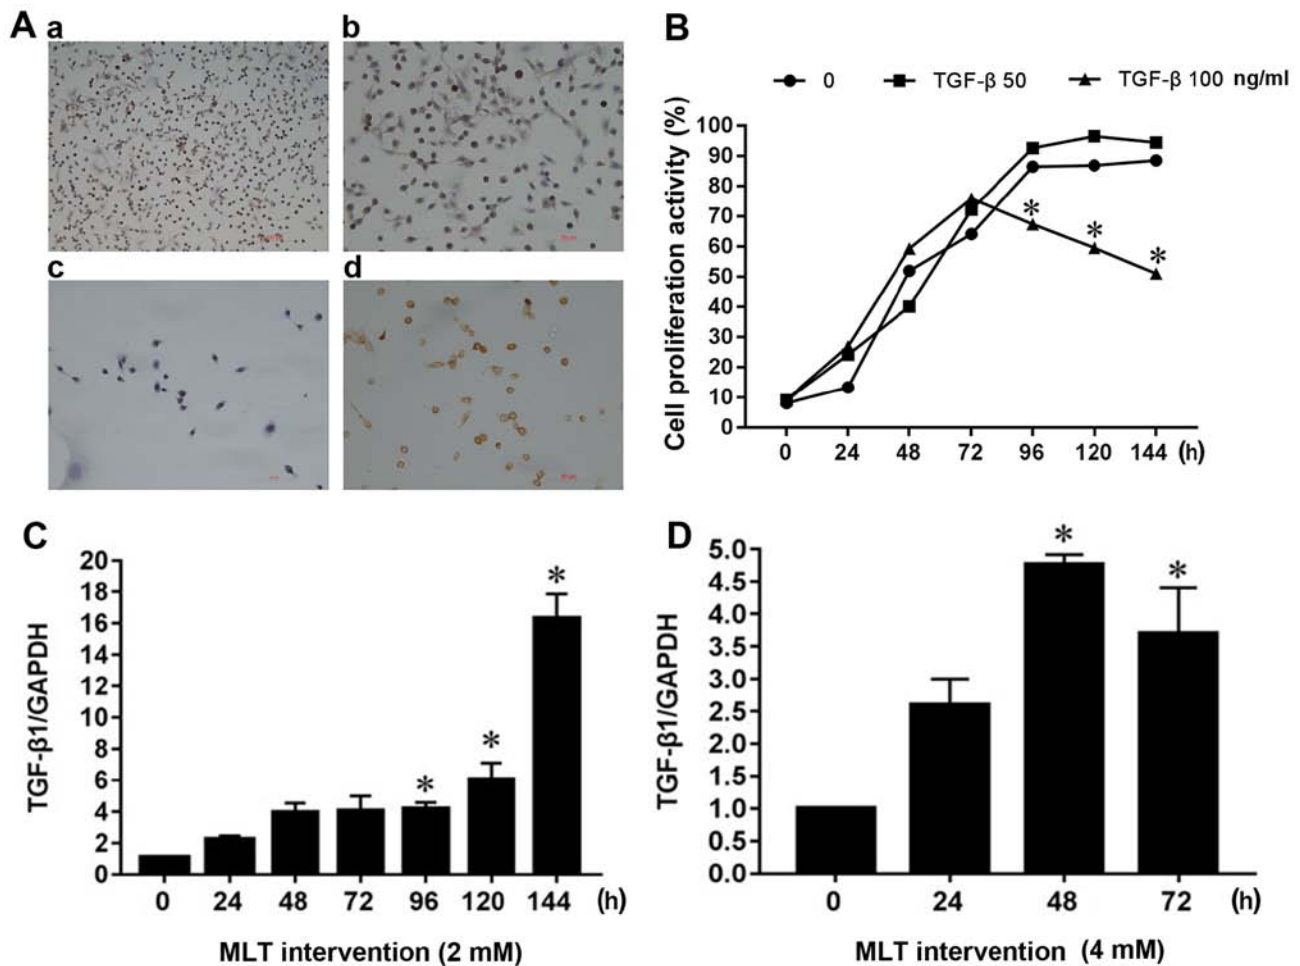 A
a
b
c
d
B
0
TGF-β 50
TGF-β 100 ng/ml
Cell proliferation activity (%)
100
90
80
70
60
50
40
30
20
10
0
*
*
*
0 24 48 72 96 120 144 (h)
C
TGF-β1/GAPDH
20
18
16
14
12
10
8
6
4
2
0
*
*
*
0 24 48 72 96 120 144 (h)
MLT intervention (2 mM)
D
TGF-β1/GAPDH
5.0
4.5
4.0
3.5
3.0
2.5
2.0
1.5
1.0
0.5
0.0
*
*
0 24 48 72 (h)
MLT intervention (4 mM)